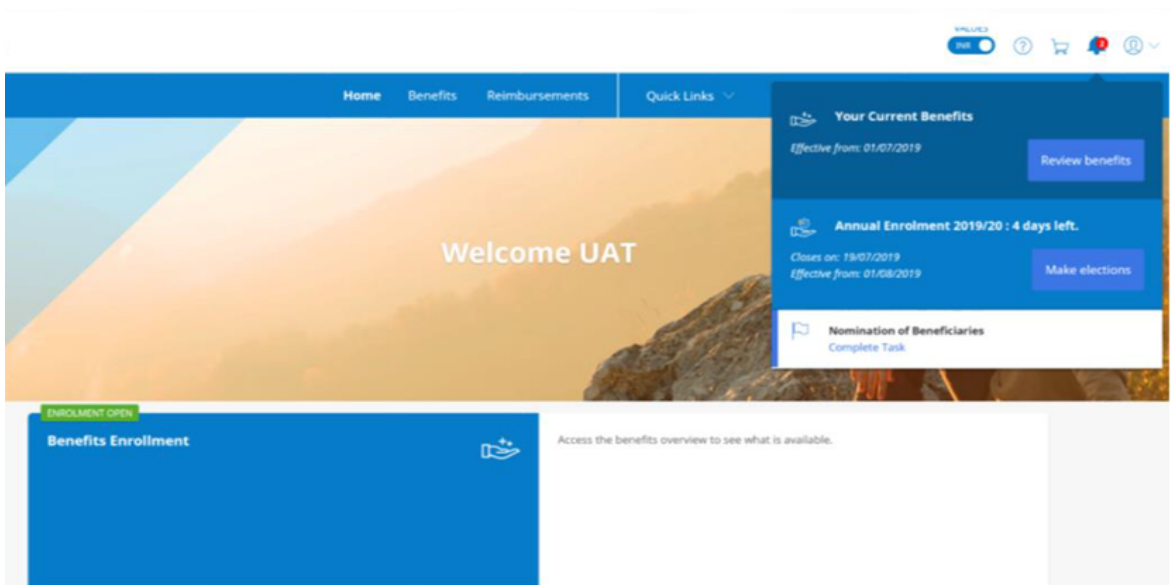 VALUES
INR
?
2
Home Benefits Reimbursements Quick Links
Your Current Benefits
Effective from: 01/07/2019
Review benefits
Annual Enrolment 2019/20 : 4 days left.
Closes on: 19/07/2019
Effective from: 01/08/2019
Make elections
Welcome UAT
Nomination of Beneficiaries
Complete Task
ENROLMENT OPEN
Benefits Enrollment
Access the benefits overview to see what is available.